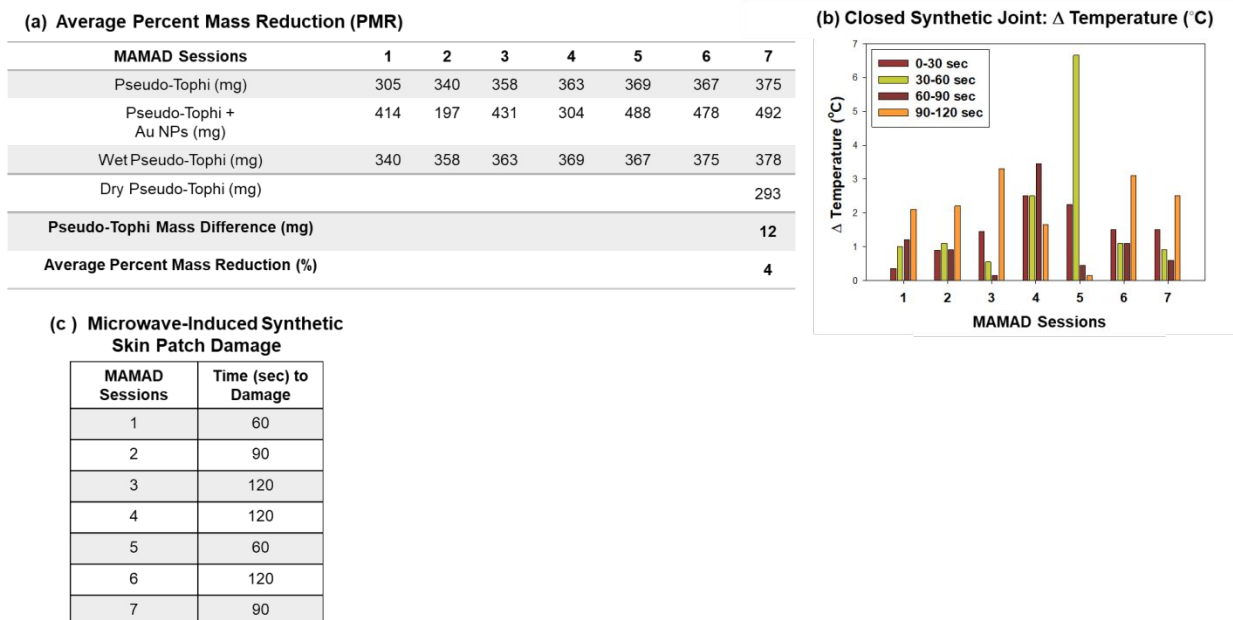 (a) Average Percent Mass Reduction (PMR)
MAMAD Sessions 1 2 3 4 5 6 7
Pseudo-Tophi (mg) 305 340 358 363 369 367 375
Pseudo-Tophi + 414 197 431 304 488 478 492
Au NPs (mg)
Wet Pseudo-Tophi (mg) 340 358 363 369 367 375 378
Dry Pseudo-Tophi (mg) 293
Pseudo-Tophi Mass Difference (mg) 12
Average Percent Mass Reduction (%) 4
(b) Closed Synthetic Joint: Δ Temperature (°C)
7
6
5
4
3
2
1
0
Δ Temperature (°C)
0-30 sec
30-60 sec
60-90 sec
90-120 sec
1 2 3 4 5 6 7
MAMAD Sessions
(c ) Microwave-Induced Synthetic
Skin Patch Damage
MAMAD Sessions Time (sec) to Damage
1 60
2 90
3 120
4 120
5 60
6 120
7 90